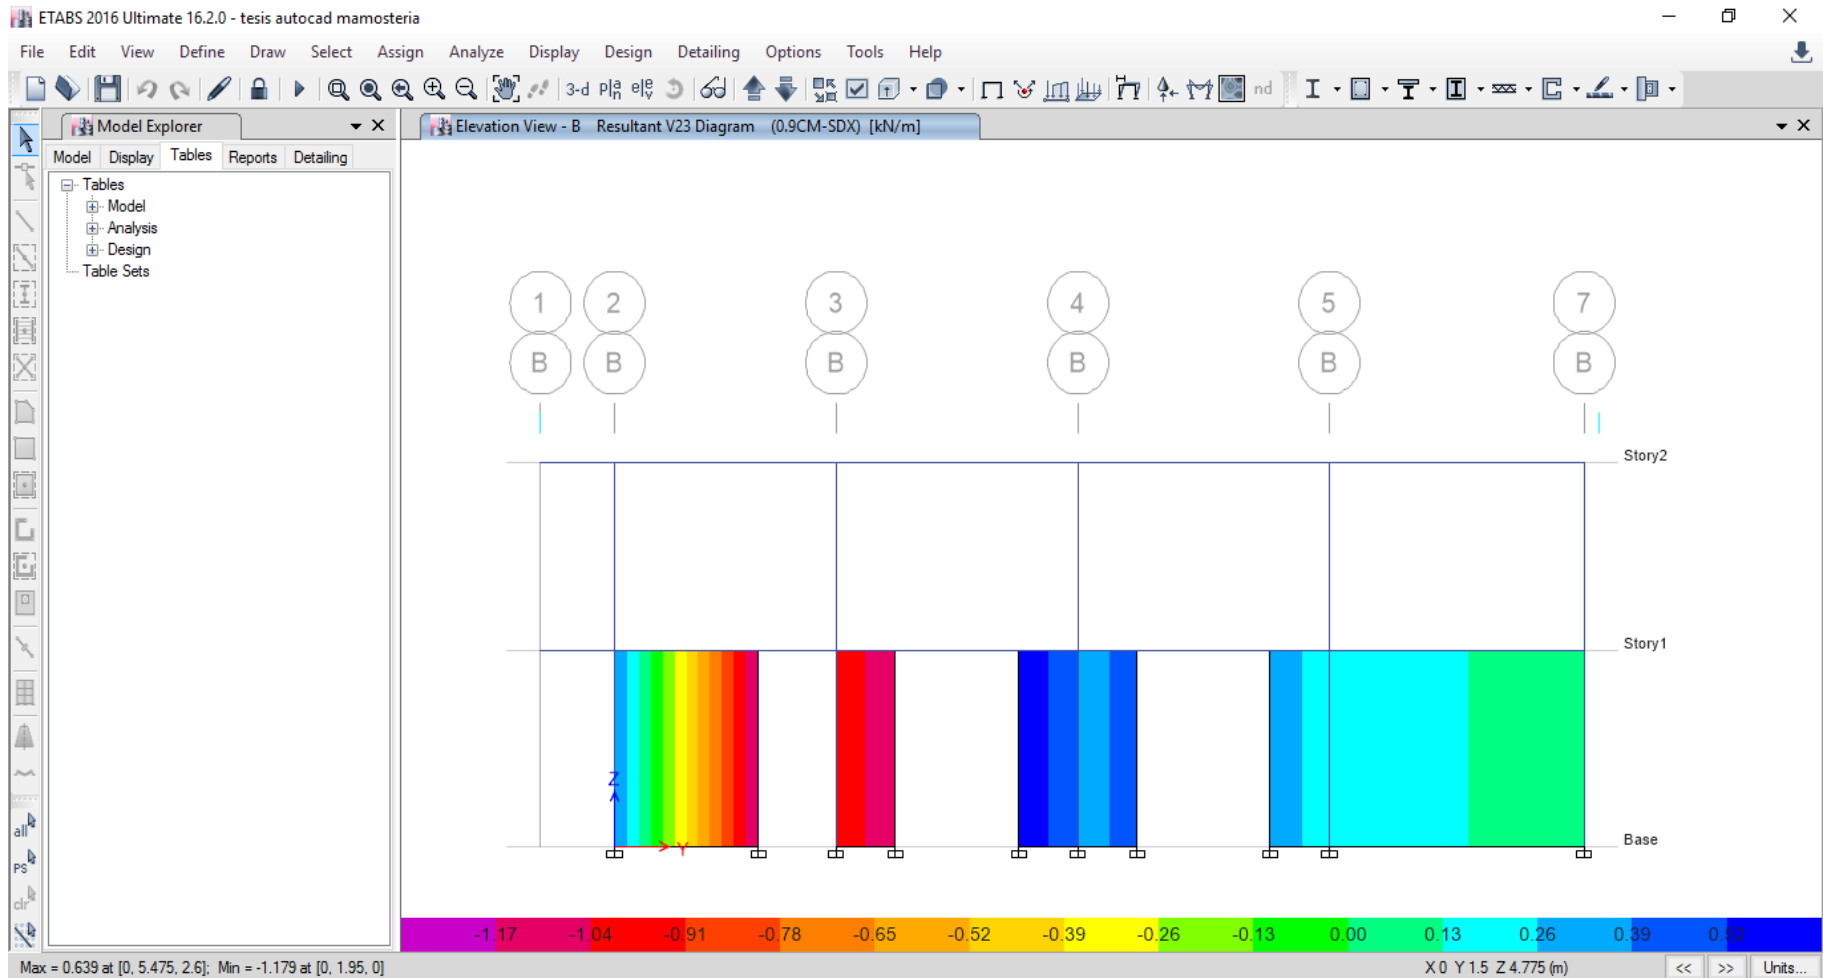 ETABS 2016 Ultimate 16.2.0 - tesis autocad mamosteria
File Edit View Define Draw Select Assign Analyze Display Design Detailing Options Tools Help
3-d nd
Model Explorer
Elevation View - B Resultant V23 Diagram (0.9CM-SDX) [kN/m]
Model Display Tables Reports Detailing
Tables
Model
Analysis
Design
Table Sets
1 2 3 4 5 7
B B B B B B
Story2
Story1
Z
Y
Base
all
PS
clr
-1.17 -1.04 -0.91 -0.78 -0.65 -0.52 -0.39 -0.26 -0.13 0.00 0.13 0.26 0.39 0.52
Max = 0.639 at [0, 5.475, 2.6]; Min = -1.179 at [0, 1.95, 0] X 0 Y 1.5 Z 4.775 (m) << >> Units...